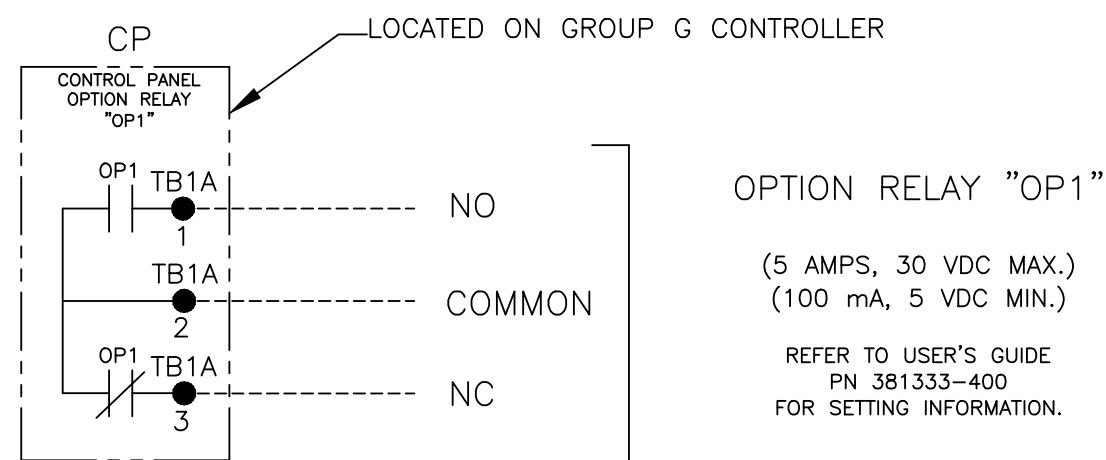 CP
LOCATED ON GROUP G CONTROLLER
CONTROL PANEL
OPTION RELAY
"OP1"
OP1 TB1A
1
NO
TB1A
2
COMMON
OP1 TB1A
3
NC
OPTION RELAY "OP1"
(5 AMPS, 30 VDC MAX.)
(100 mA, 5 VDC MIN.)
REFER TO USER'S GUIDE
PN 381333-400
FOR SETTING INFORMATION.